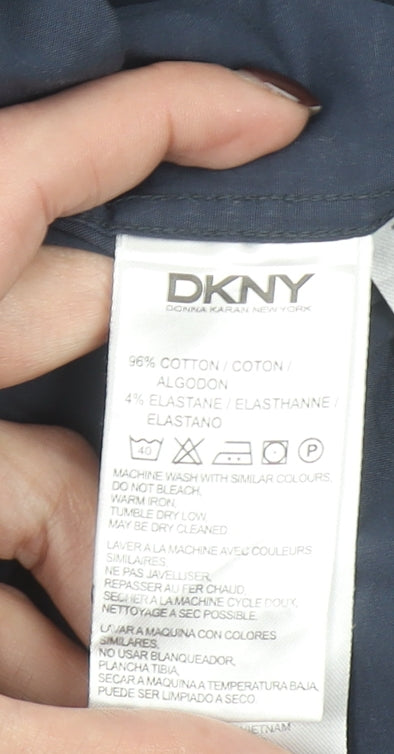 DKNY
DONNA KARAN NEW YORK
96% COTTON / COTON /
ALGODON
4% ELASTANE / ELASTHANNE /
ELASTANO
40 P
MACHINE WASH WITH SIMILAR COLOURS,
DO NOT BLEACH,
WARM IRON,
TUMBLE DRY LOW,
MAY BE DRY CLEANED.
LAVER A LA MACHINE AVEC COULEURS
SIMILAIRES,
NE PAS JAVELLISER,
REPASSER AU FER CHAUD,
SECHER A LA MACHINE CYCLE DOUX,
NETTOYAGE A SEC POSSIBLE.
LAVAR A MAQUINA CON COLORES
SIMILARES,
NO USAR BLANQUEADOR,
PLANCHA TIBIA,
SECAR A MAQUINA A TEMPERATURA BAJA,
PUEDE SER LIMPIADO A SECO.
VIETNAM